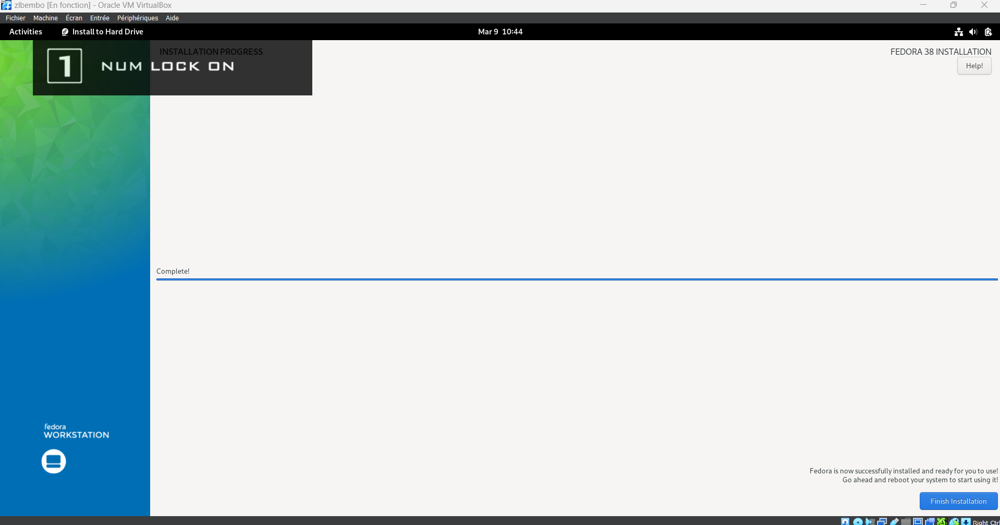 zlbembo [En fonction] - Oracle VM VirtualBox
Fichier Machine Écran Entrée Périphériques Aide
Activities Install to Hard Drive Mar 9 10:44
INSTALLATION PROGRESS
FEDORA 38 INSTALLATION
1 NUM LOCK ON
Help!
Complete!
fedora
WORKSTATION
Fedora is now successfully installed and ready for you to use!
Go ahead and reboot your system to start using it!
Finish Installation
Right Ctrl